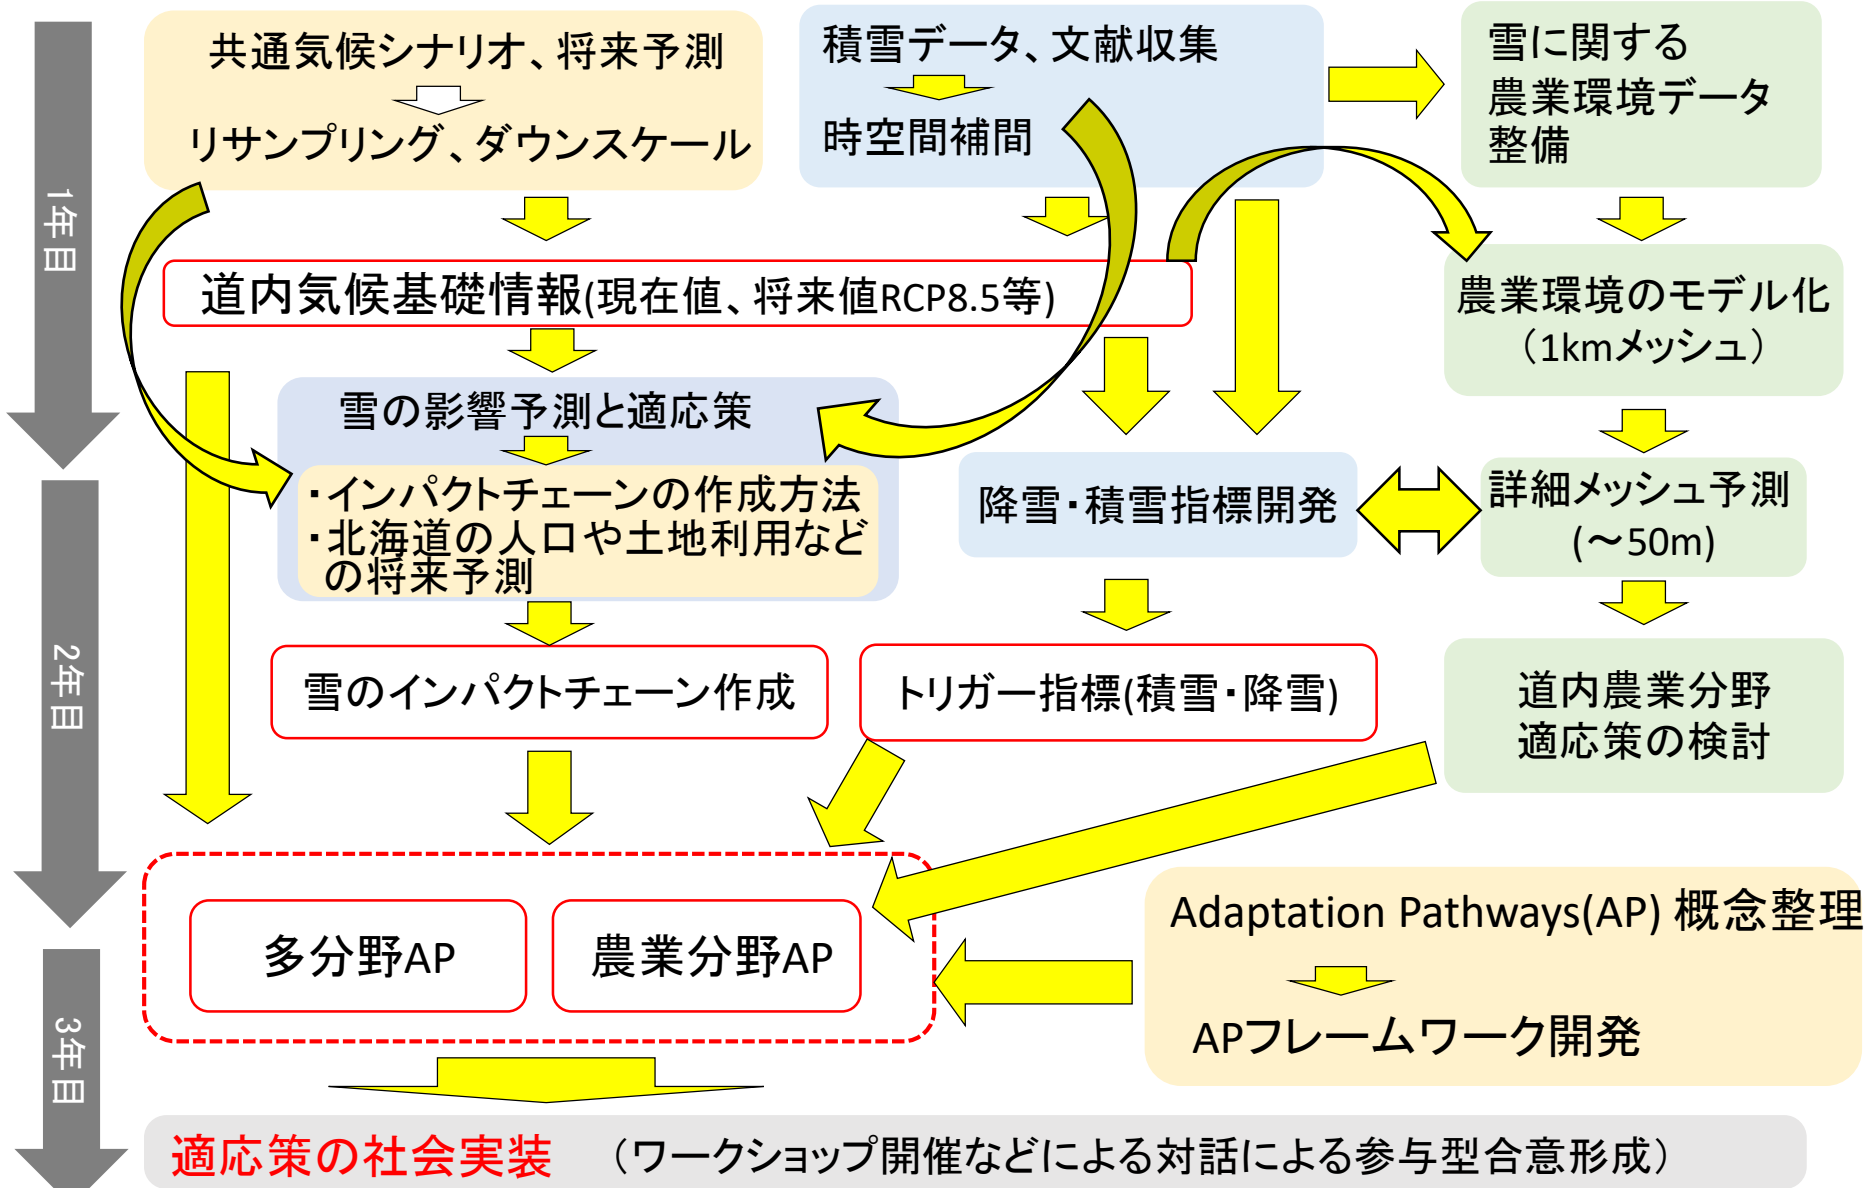 1年目
2年目
3年目
共通気候シナリオ、将来予測
リサンプリング、ダウンスケール
積雪データ、文献収集
時空間補間
雪に関する
農業環境データ
整備
道内気候基礎情報(現在値、将来値RCP8.5等)
農業環境のモデル化
（1kmメッシュ）
雪の影響予測と適応策
・インパクトチェーンの作成方法
・北海道の人口や土地利用など
の将来予測
降雪・積雪指標開発
詳細メッシュ予測
(～50m)
雪のインパクトチェーン作成
トリガー指標(積雪・降雪)
道内農業分野
適応策の検討
多分野AP
農業分野AP
Adaptation Pathways(AP) 概念整理
APフレームワーク開発
適応策の社会実装 （ワークショップ開催などによる対話による参与型合意形成）